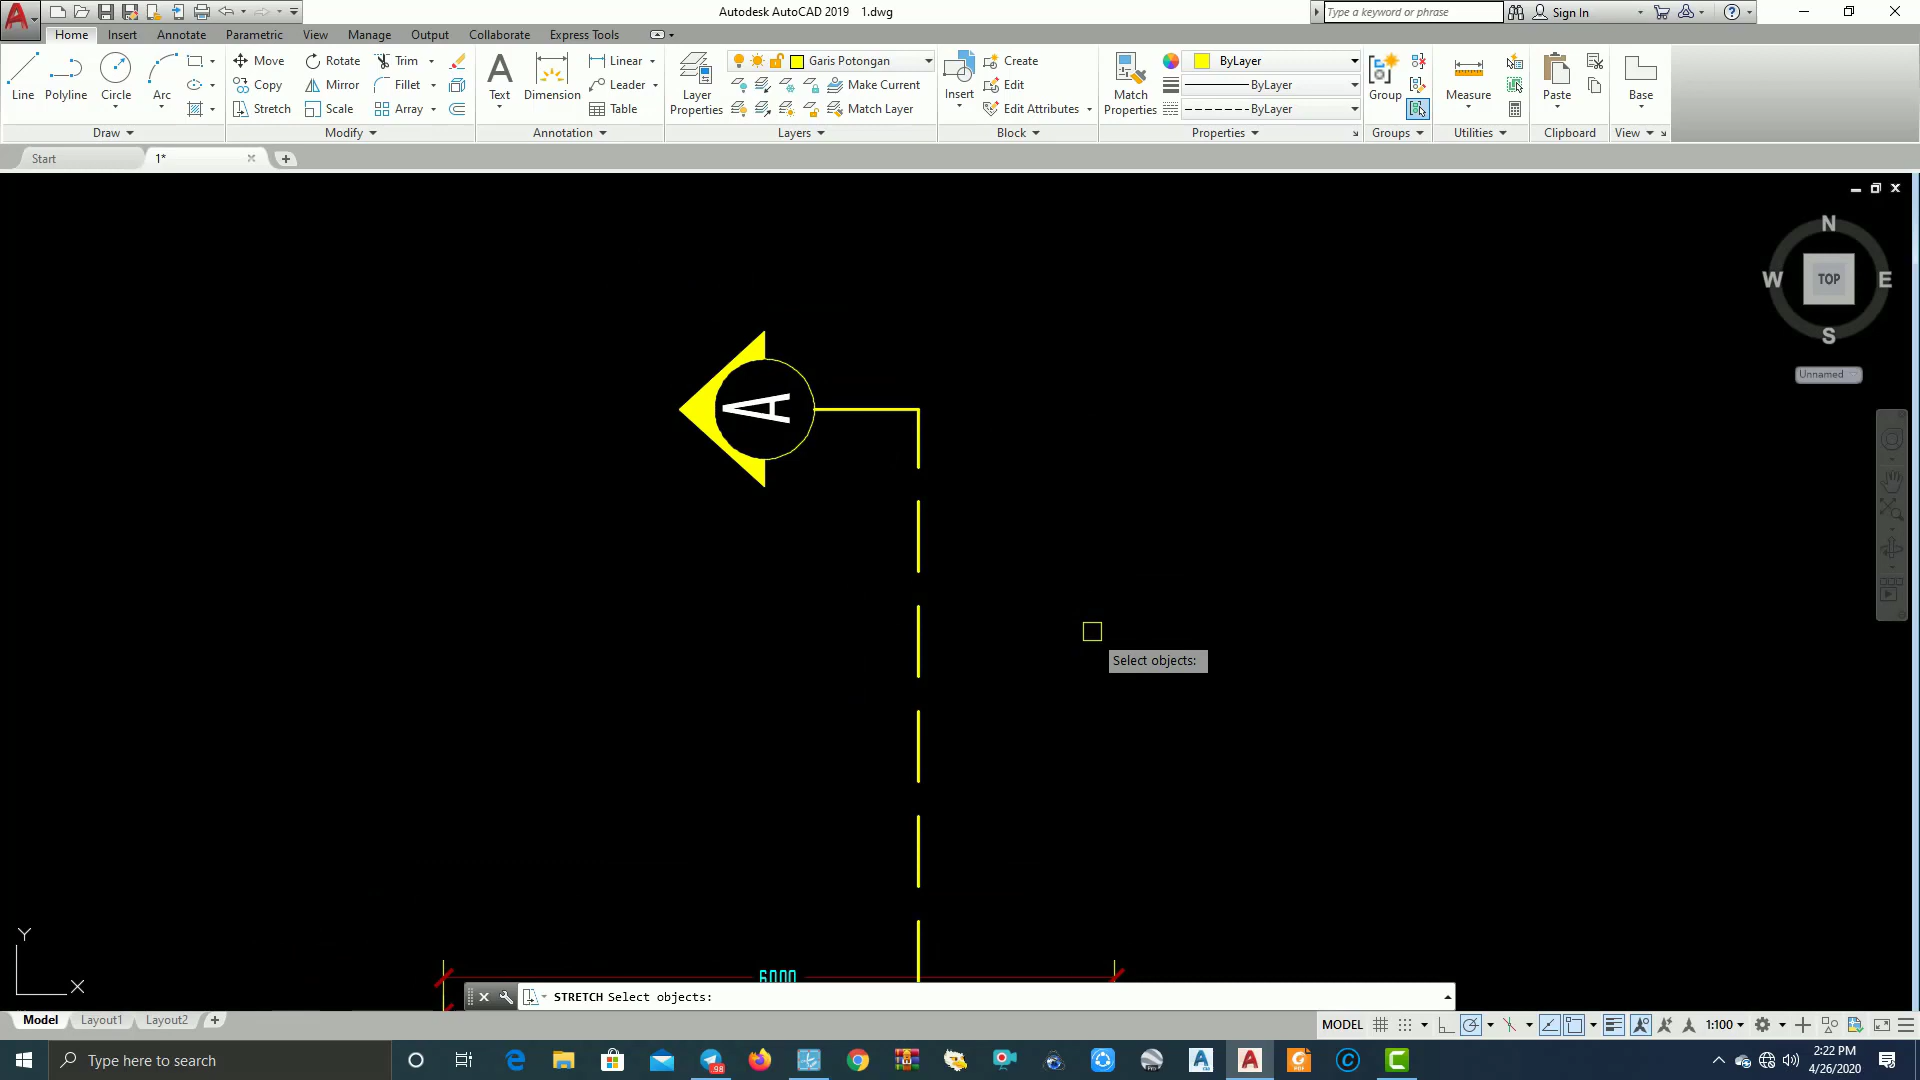 Autodesk AutoCAD 2019 1.dwg
Type a keyword or phrase
Sign In
Home Insert Annotate Parametric View Manage Output Collaborate Express Tools
Line Polyline Circle Arc
Move Rotate Trim
Copy Mirror Fillet
Stretch Scale Array
Text Dimension
Linear
Leader
Table
Layer Properties
Garis Potongan
Make Current
Match Layer
Insert
Create
Edit
Edit Attributes
Match Properties
ByLayer
ByLayer
ByLayer
Group
Measure
Paste
Base
Draw Modify Annotation Layers Block Properties Groups Utilities Clipboard View
Start 1*
N
W TOP E
S
Unnamed
A
Select objects:
6000
Y
X
STRETCH Select objects:
Model Layout1 Layout2
MODEL 1:100
Type here to search
98
2:22 PM
4/26/2020